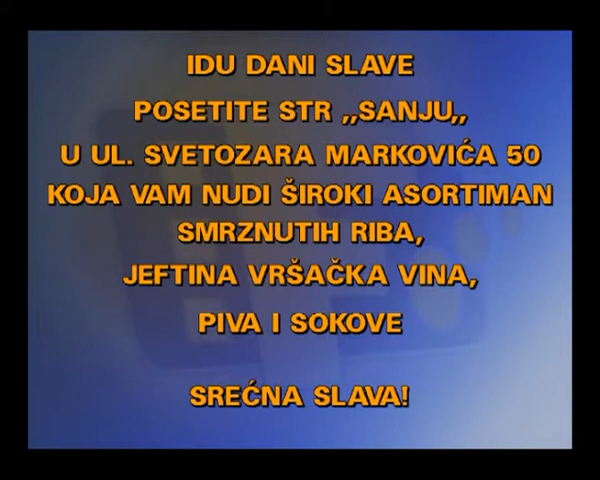 IDU DANI SLAVE
POSETITE STR ,,SANJU,,
U UL. SVETOZARA MARKOVIĆA 50
KOJA VAM NUDI ŠIROKI ASORTIMAN
SMRZNUTIH RIBA,
JEFTINA VRŠAČKA VINA,
PIVA I SOKOVE
SREĆNA SLAVA!